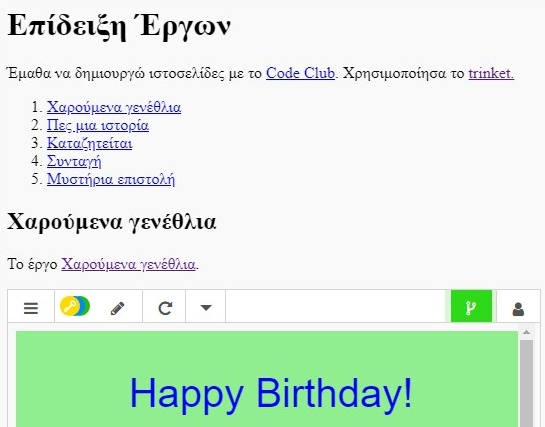 Επίδειξη Έργων
Έμαθα να δημιουργώ ιστοσελίδες με το Code Club. Χρησιμοποίησα το trinket.
1. Χαρούμενα γενέθλια
2. Πες μια ιστορία
3. Καταζητείται
4. Συνταγή
5. Μυστήρια επιστολή
Χαρούμενα γενέθλια
Το έργο Χαρούμενα γενέθλια.
Happy Birthday!